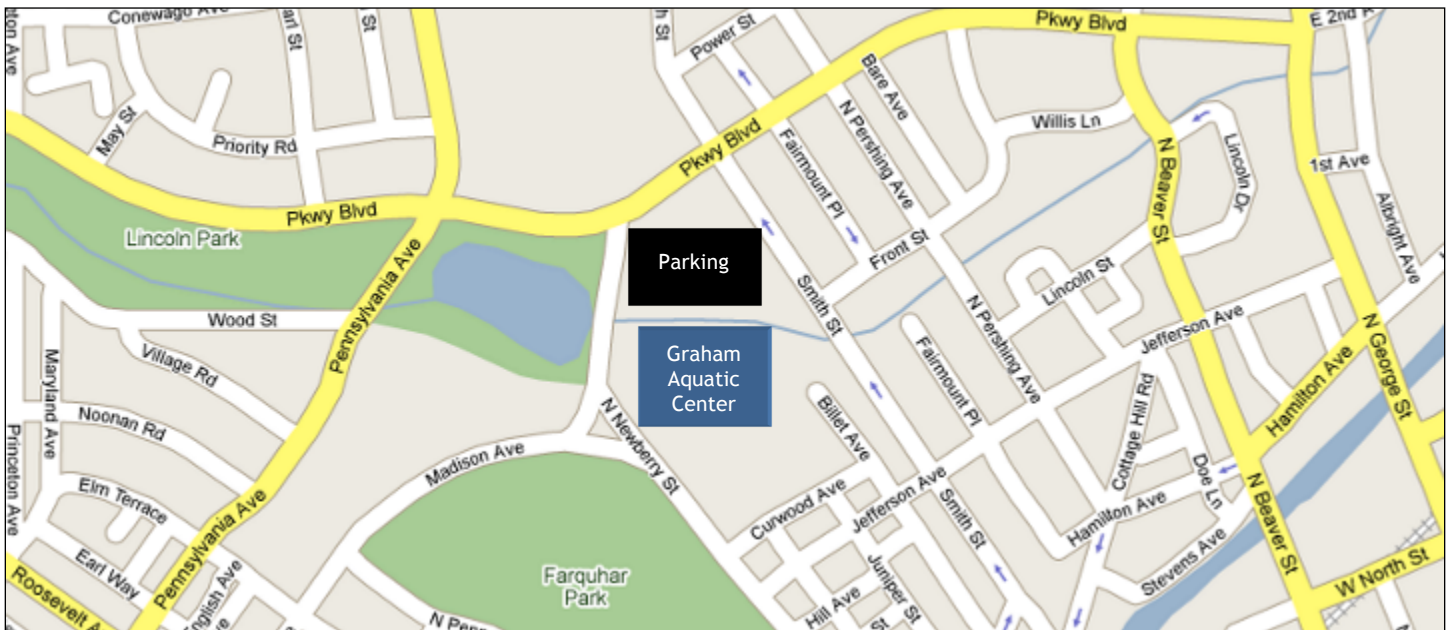 Conewago Ave
Power St
Pkwy Blvd
E 2nd
Bare Ave
May St
Priority Rd
Pkwy Blvd
Fairmount Pl
N Pershing Ave
Willis Ln
N Beaver St
Lincoln Dr
1st Ave
Albright Ave
Pkwy Blvd
Lincoln Park
Pennsylvania Ave
Parking
Front St
Smith St
Lincoln St
N Pershing Ave
Wood St
Village Rd
Maryland Ave
Noonan Rd
Princeton Ave
Graham
Aquatic
Center
Fairmount Pl
Jefferson Ave
N George St
Hamilton Ave
Billet Ave
Cottage Hill Rd
N Newberry St
Madison Ave
Elm Terrace
Pennsylvania Ave
Curwood Ave
Jefferson Ave
Smith St
Doe Ln
Hamilton Ave
N Beaver St
Stevens Ave
W North St
Earl Way
Roosevelt A
Farquhar
Park
Juniper St
Hill Ave
N Penn
St